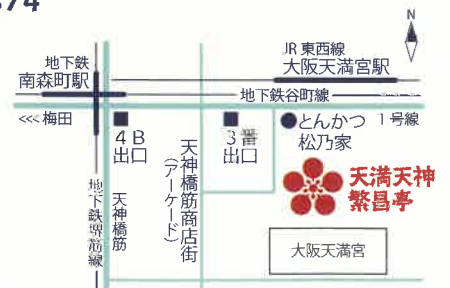 N
JR東西線
大阪天満宮駅
地下鉄
南森町駅
地下鉄谷町線
<<<梅田
4B
出口
3番
出口
とんかつ
松乃家
1号線
天神橋筋商店街
(アーケード)
天神橋筋
地下鉄堺筋線
天満天神
繁昌亭
大阪天満宮